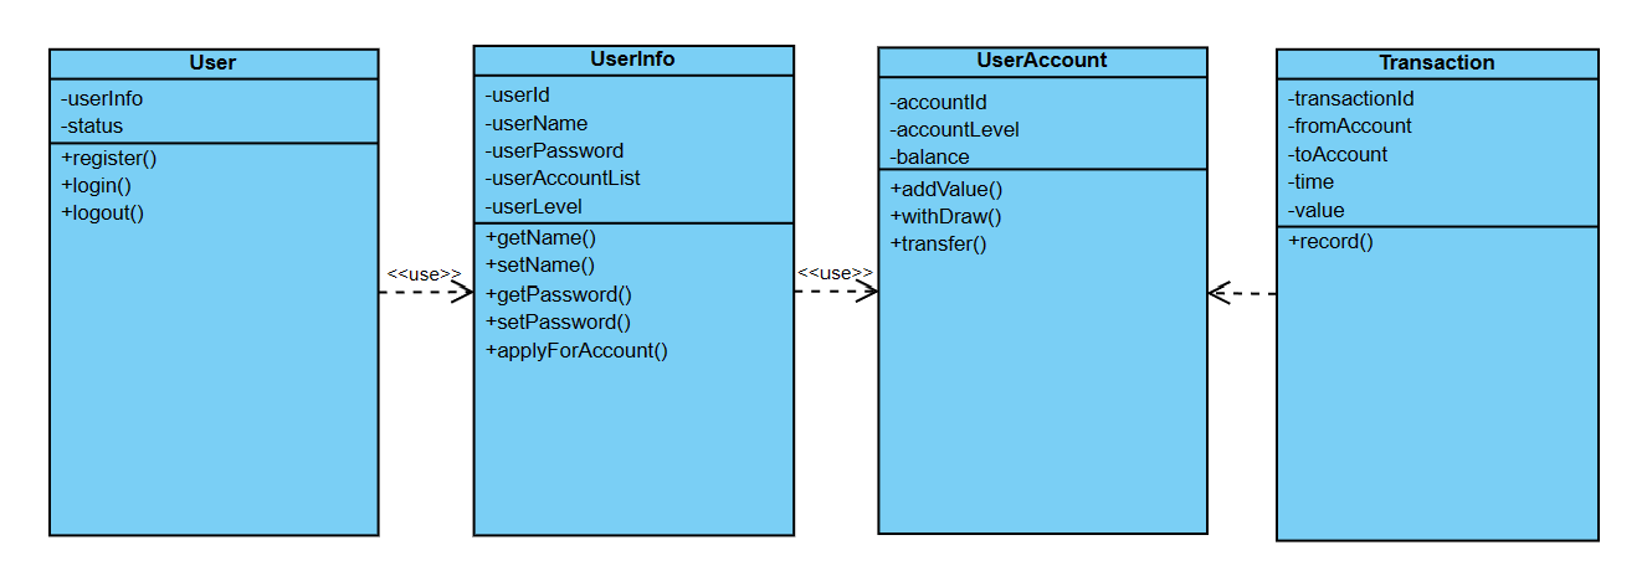 User
-userInfo
-status
+register()
+login()
+logout()
<<use>>
UserInfo
-userId
-userName
-userPassword
-userAccountList
-userLevel
+getName()
+setName()
+getPassword()
+setPassword()
+applyForAccount()
<<use>>
UserAccount
-accountId
-accountLevel
-balance
+addValue()
+withDraw()
+transfer()
Transaction
-transactionId
-fromAccount
-toAccount
-time
-value
+record()